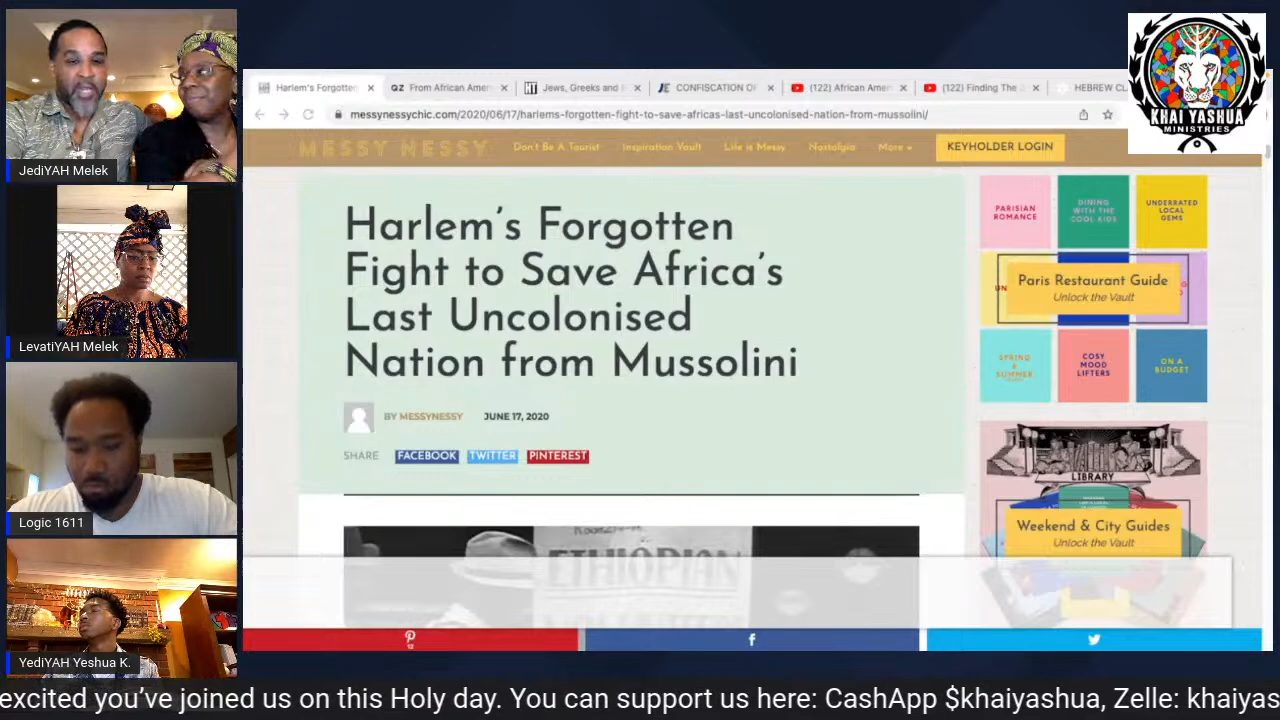 JediYAH Melek
LevatiYAH Melek
Logic 1611
YediYAH Yeshua K.
Harlem's Forgotten
QZ From African Amer
Jews, Greeks and
CONFISCATION OF
(122) African Amer
(122) Finding The
HEBREW CL
messynessychic.com/2020/06/17/harlems-forgotten-fight-to-save-africas-last-uncolonised-nation-from-mussolini/
KHAI YASHUA
MINISTRIES
MESSY NESSY
Don't Be A Tourist
Inspiration Vault
Life is Messy
Nostalgia
More
KEYHOLDER LOGIN
Harlem's Forgotten
Fight to Save Africa's
Last Uncolonised
Nation from Mussolini
BY MESSYNESSY JUNE 17, 2020
SHARE FACEBOOK TWITTER PINTEREST
ETHIOPIAN
PARISIAN
ROMANCE
DINING
WITH THE
COOL KIDS
UNDERRATED
LOCAL
GEMS
Paris Restaurant Guide
Unlock the Vault
SPRING
&
SUMMER
COSY
MOOD
LIFTERS
ON A
BUDGET
LIBRARY
Weekend & City Guides
Unlock the Vault
12
excited you've joined us on this Holy day. You can support us here: CashApp $khaiyashua, Zelle: khaiyas